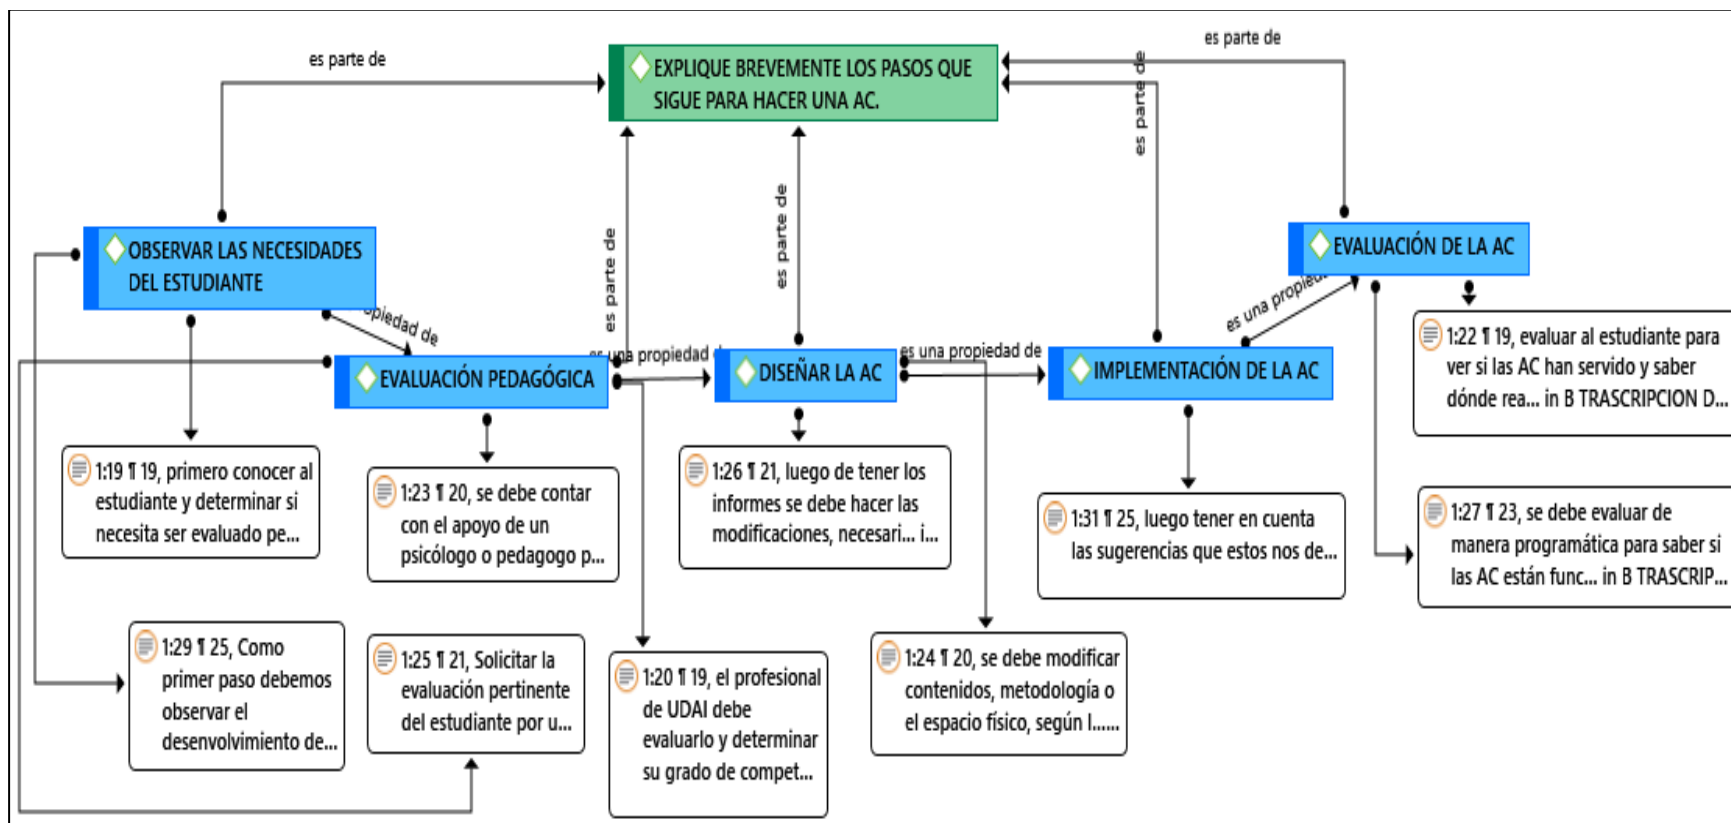 es parte de
es parte de
EXPLIQUE BREVEMENTE LOS PASOS QUE
SIGUE PARA HACER UNA AC.
es parte de
es parte de
es parte de
OBSERVAR LAS NECESIDADES
DEL ESTUDIANTE
EVALUACIÓN DE LA AC
opiedad de
EVALUACIÓN PEDAGÓGICA
es una propiedad d
DISEÑAR LA AC
es una propiedad de
IMPLEMENTACIÓN DE LA AC
es una propied
1:22 ¶ 19, evaluar al estudiante para
ver si las AC han servido y saber
dónde rea... in B TRASCRIPCION D...
1:19 ¶ 19, primero conocer al
estudiante y determinar si
necesita ser evaluado pe...
1:23 ¶ 20, se debe contar
con el apoyo de un
psicólogo o pedagogo p...
1:26 ¶ 21, luego de tener los
informes se debe hacer las
modificaciones, necesari... i...
1:31 ¶ 25, luego tener en cuenta
las sugerencias que estos nos de...
1:27 ¶ 23, se debe evaluar de
manera programática para saber si
las AC están func... in B TRASCRIP...
1:29 ¶ 25, Como
primer paso debemos
observar el
desenvolvimiento de...
1:25 ¶ 21, Solicitar la
evaluación pertinente
del estudiante por u...
1:20 ¶ 19, el profesional
de UDAI debe
evaluarlo y determinar
su grado de compet...
1:24 ¶ 20, se debe modificar
contenidos, metodología o
el espacio físico, según l......